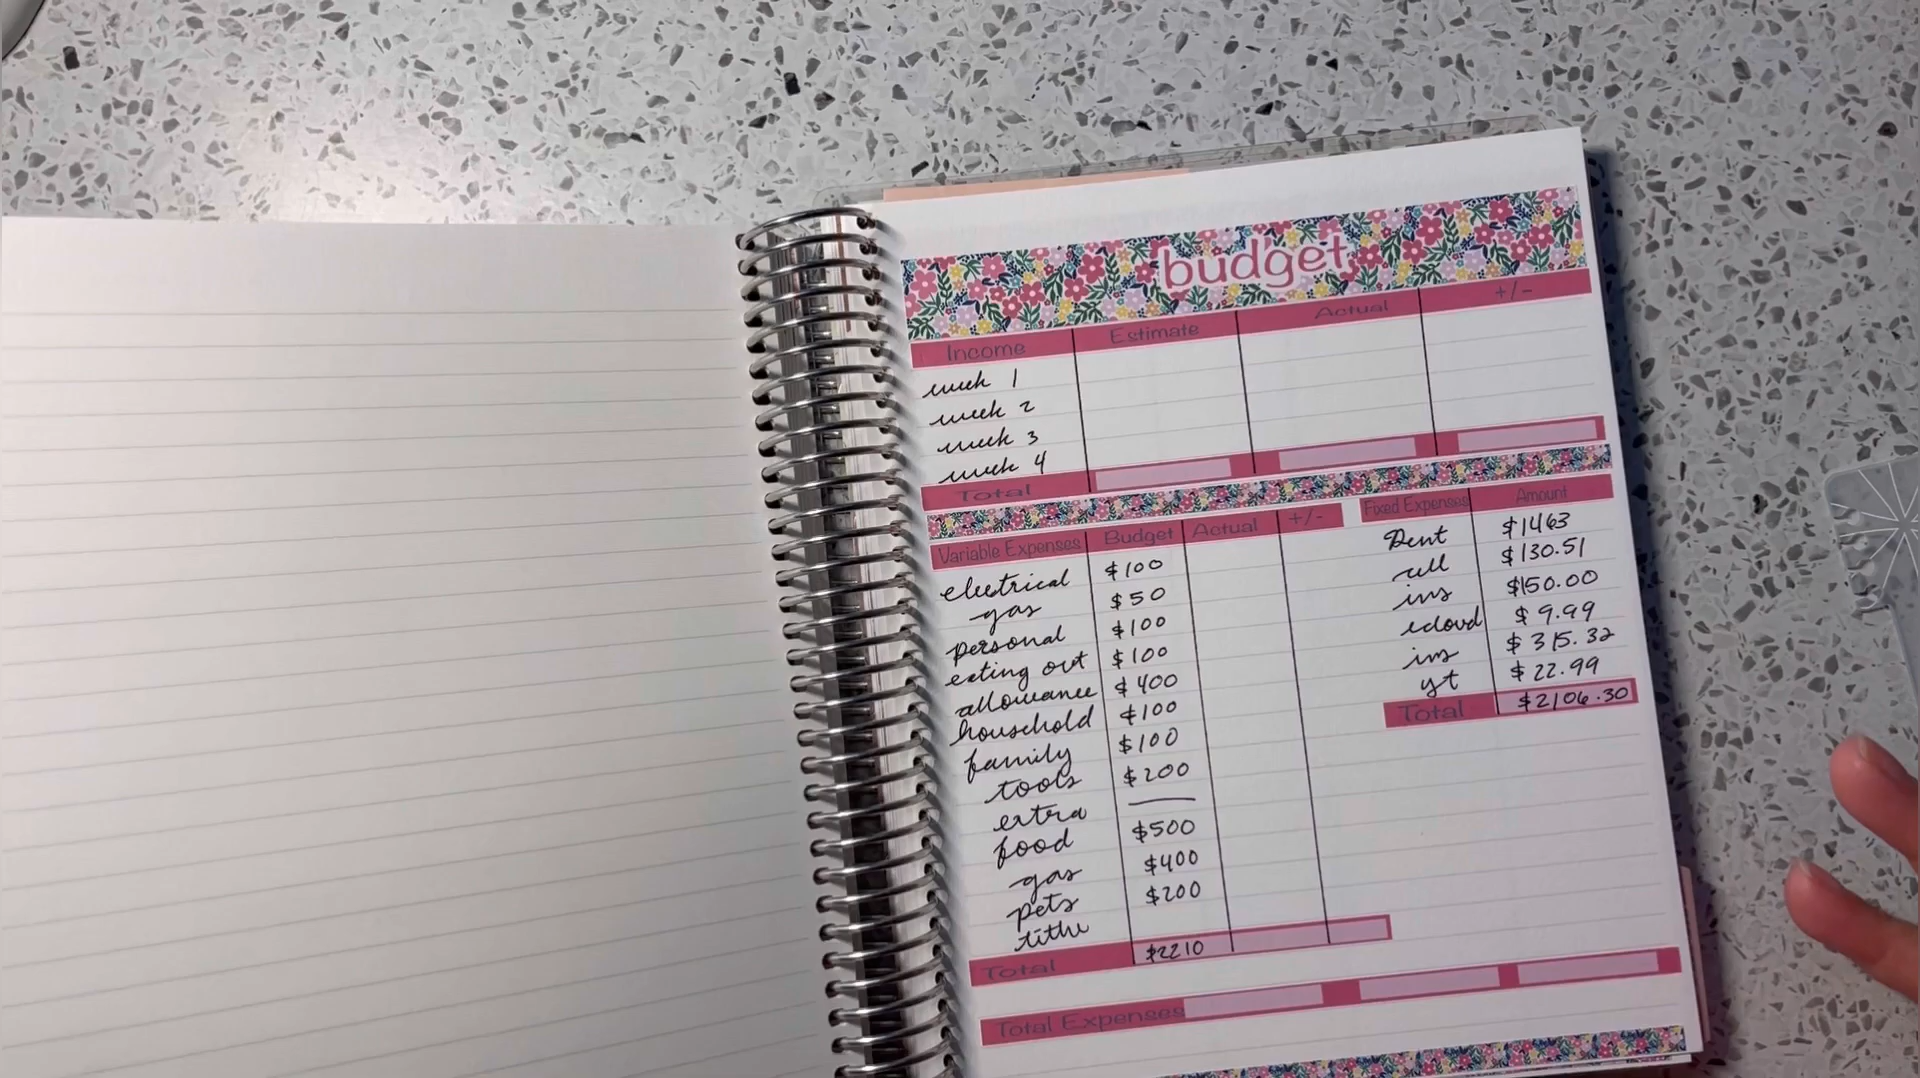 budget
Income Estimate Actual +/-
week 1
week 2
week 3
week 4
Total
Variable Expenses Budget Actual +/-
electrical $100
gas $50
personal $100
eating out $100
allowance $400
household $100
family $100
tools $200
extra —
food $500
gas $400
pets $200
tithe
Total $2210
Fixed Expenses Amount
Rent $1463
cell $130.51
ins $150.00
icloud $9.99
ins $315.32
yt $22.99
Total $2106.30
Total Expenses